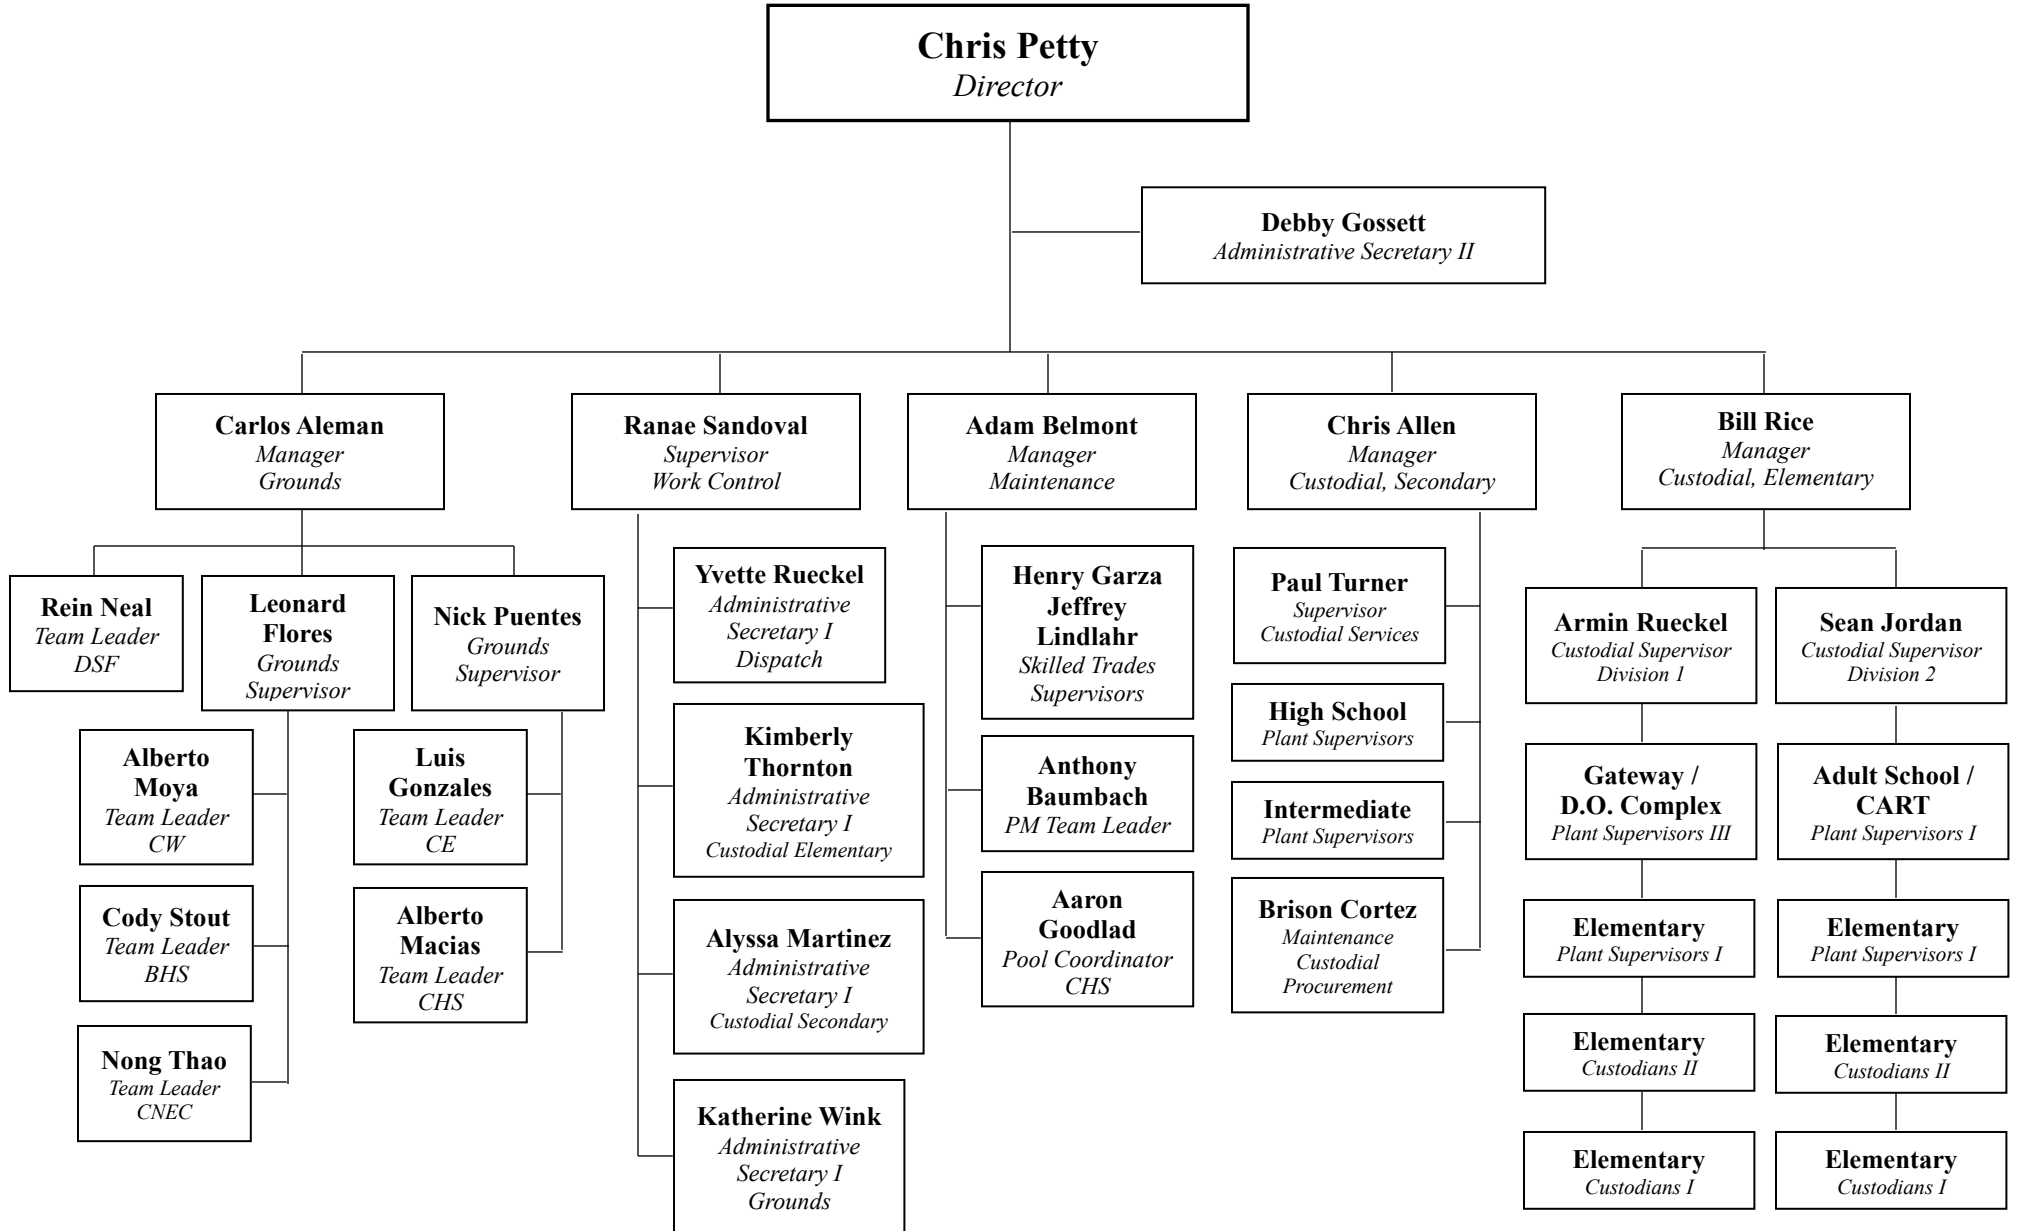 Chris Petty
Director
Debby Gossett
Administrative Secretary II
Carlos Aleman
Manager
Grounds
Ranae Sandoval
Supervisor
Work Control
Adam Belmont
Manager
Maintenance
Chris Allen
Manager
Custodial, Secondary
Bill Rice
Manager
Custodial, Elementary
Rein Neal
Team Leader
DSF
Leonard
Flores
Grounds
Supervisor
Nick Puentes
Grounds
Supervisor
Alberto
Moya
Team Leader
CW
Cody Stout
Team Leader
BHS
Nong Thao
Team Leader
CNEC
Luis
Gonzales
Team Leader
CE
Alberto
Macias
Team Leader
CHS
Yvette Rueckel
Administrative
Secretary I
Dispatch
Kimberly
Thornton
Administrative
Secretary I
Custodial Elementary
Alyssa Martinez
Administrative
Secretary I
Custodial Secondary
Katherine Wink
Administrative
Secretary I
Grounds
Henry Garza
Jeffrey
Lindlahr
Skilled Trades
Supervisors
Anthony
Baumbach
PM Team Leader
Aaron
Goodlad
Pool Coordinator
CHS
Paul Turner
Supervisor
Custodial Services
High School
Plant Supervisors
Intermediate
Plant Supervisors
Brison Cortez
Maintenance
Custodial
Procurement
Armin Rueckel
Custodial Supervisor
Division 1
Gateway /
D.O. Complex
Plant Supervisors III
Elementary
Plant Supervisors I
Elementary
Custodians II
Elementary
Custodians I
Sean Jordan
Custodial Supervisor
Division 2
Adult School /
CART
Plant Supervisors I
Elementary
Plant Supervisors I
Elementary
Custodians II
Elementary
Custodians I